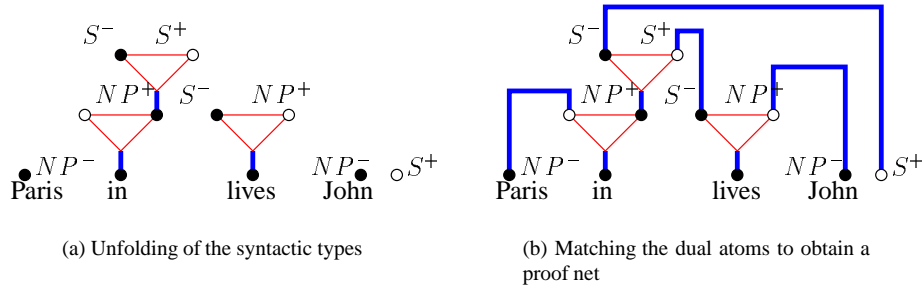 S⁻ S⁺ S⁻ S⁺
NP⁺ S⁻ NP⁺ NP⁺ S⁻ NP⁺
NP⁻ NP⁻ S⁺ NP⁻ NP⁻ S⁺
Paris in lives John Paris in lives John
(a) Unfolding of the syntactic types
(b) Matching the dual atoms to obtain a
proof net